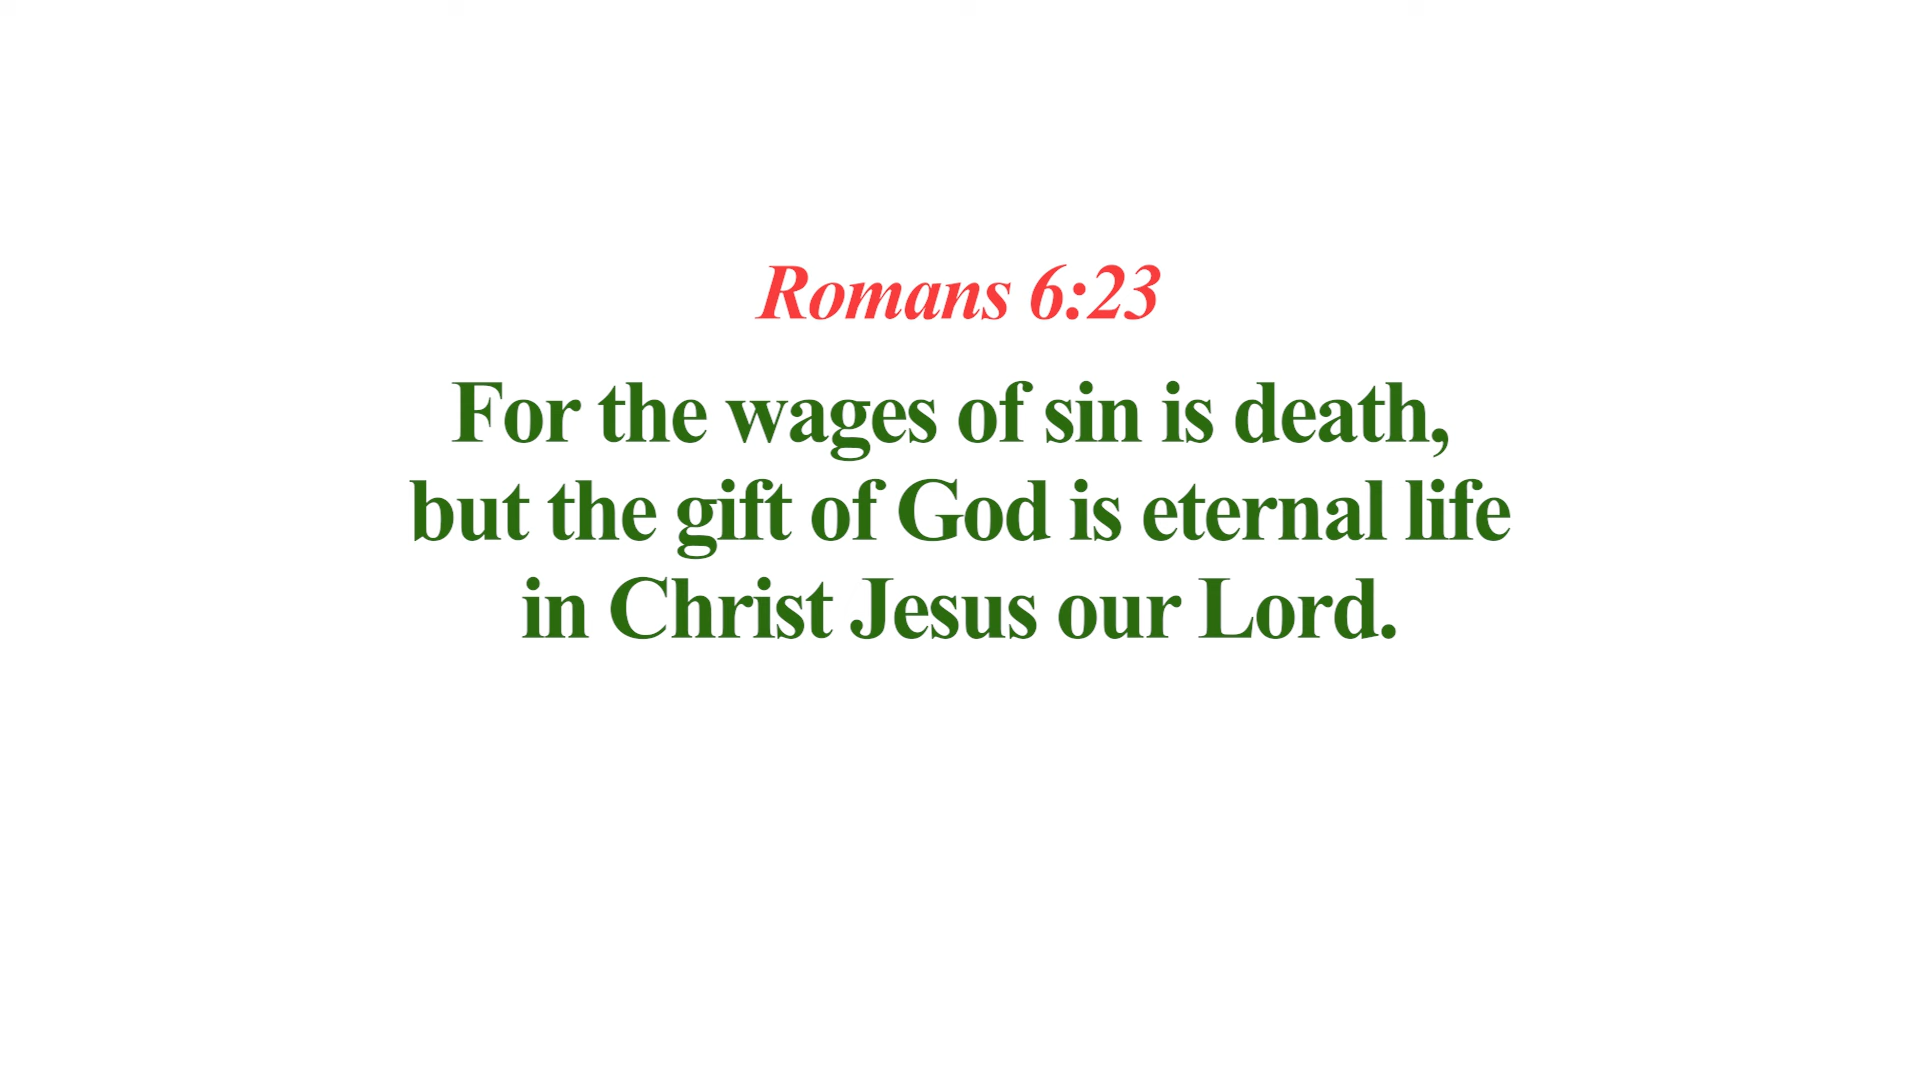 Romans 6:23
For the wages of sin is death,
but the gift of God is eternal life
in Christ Jesus our Lord.